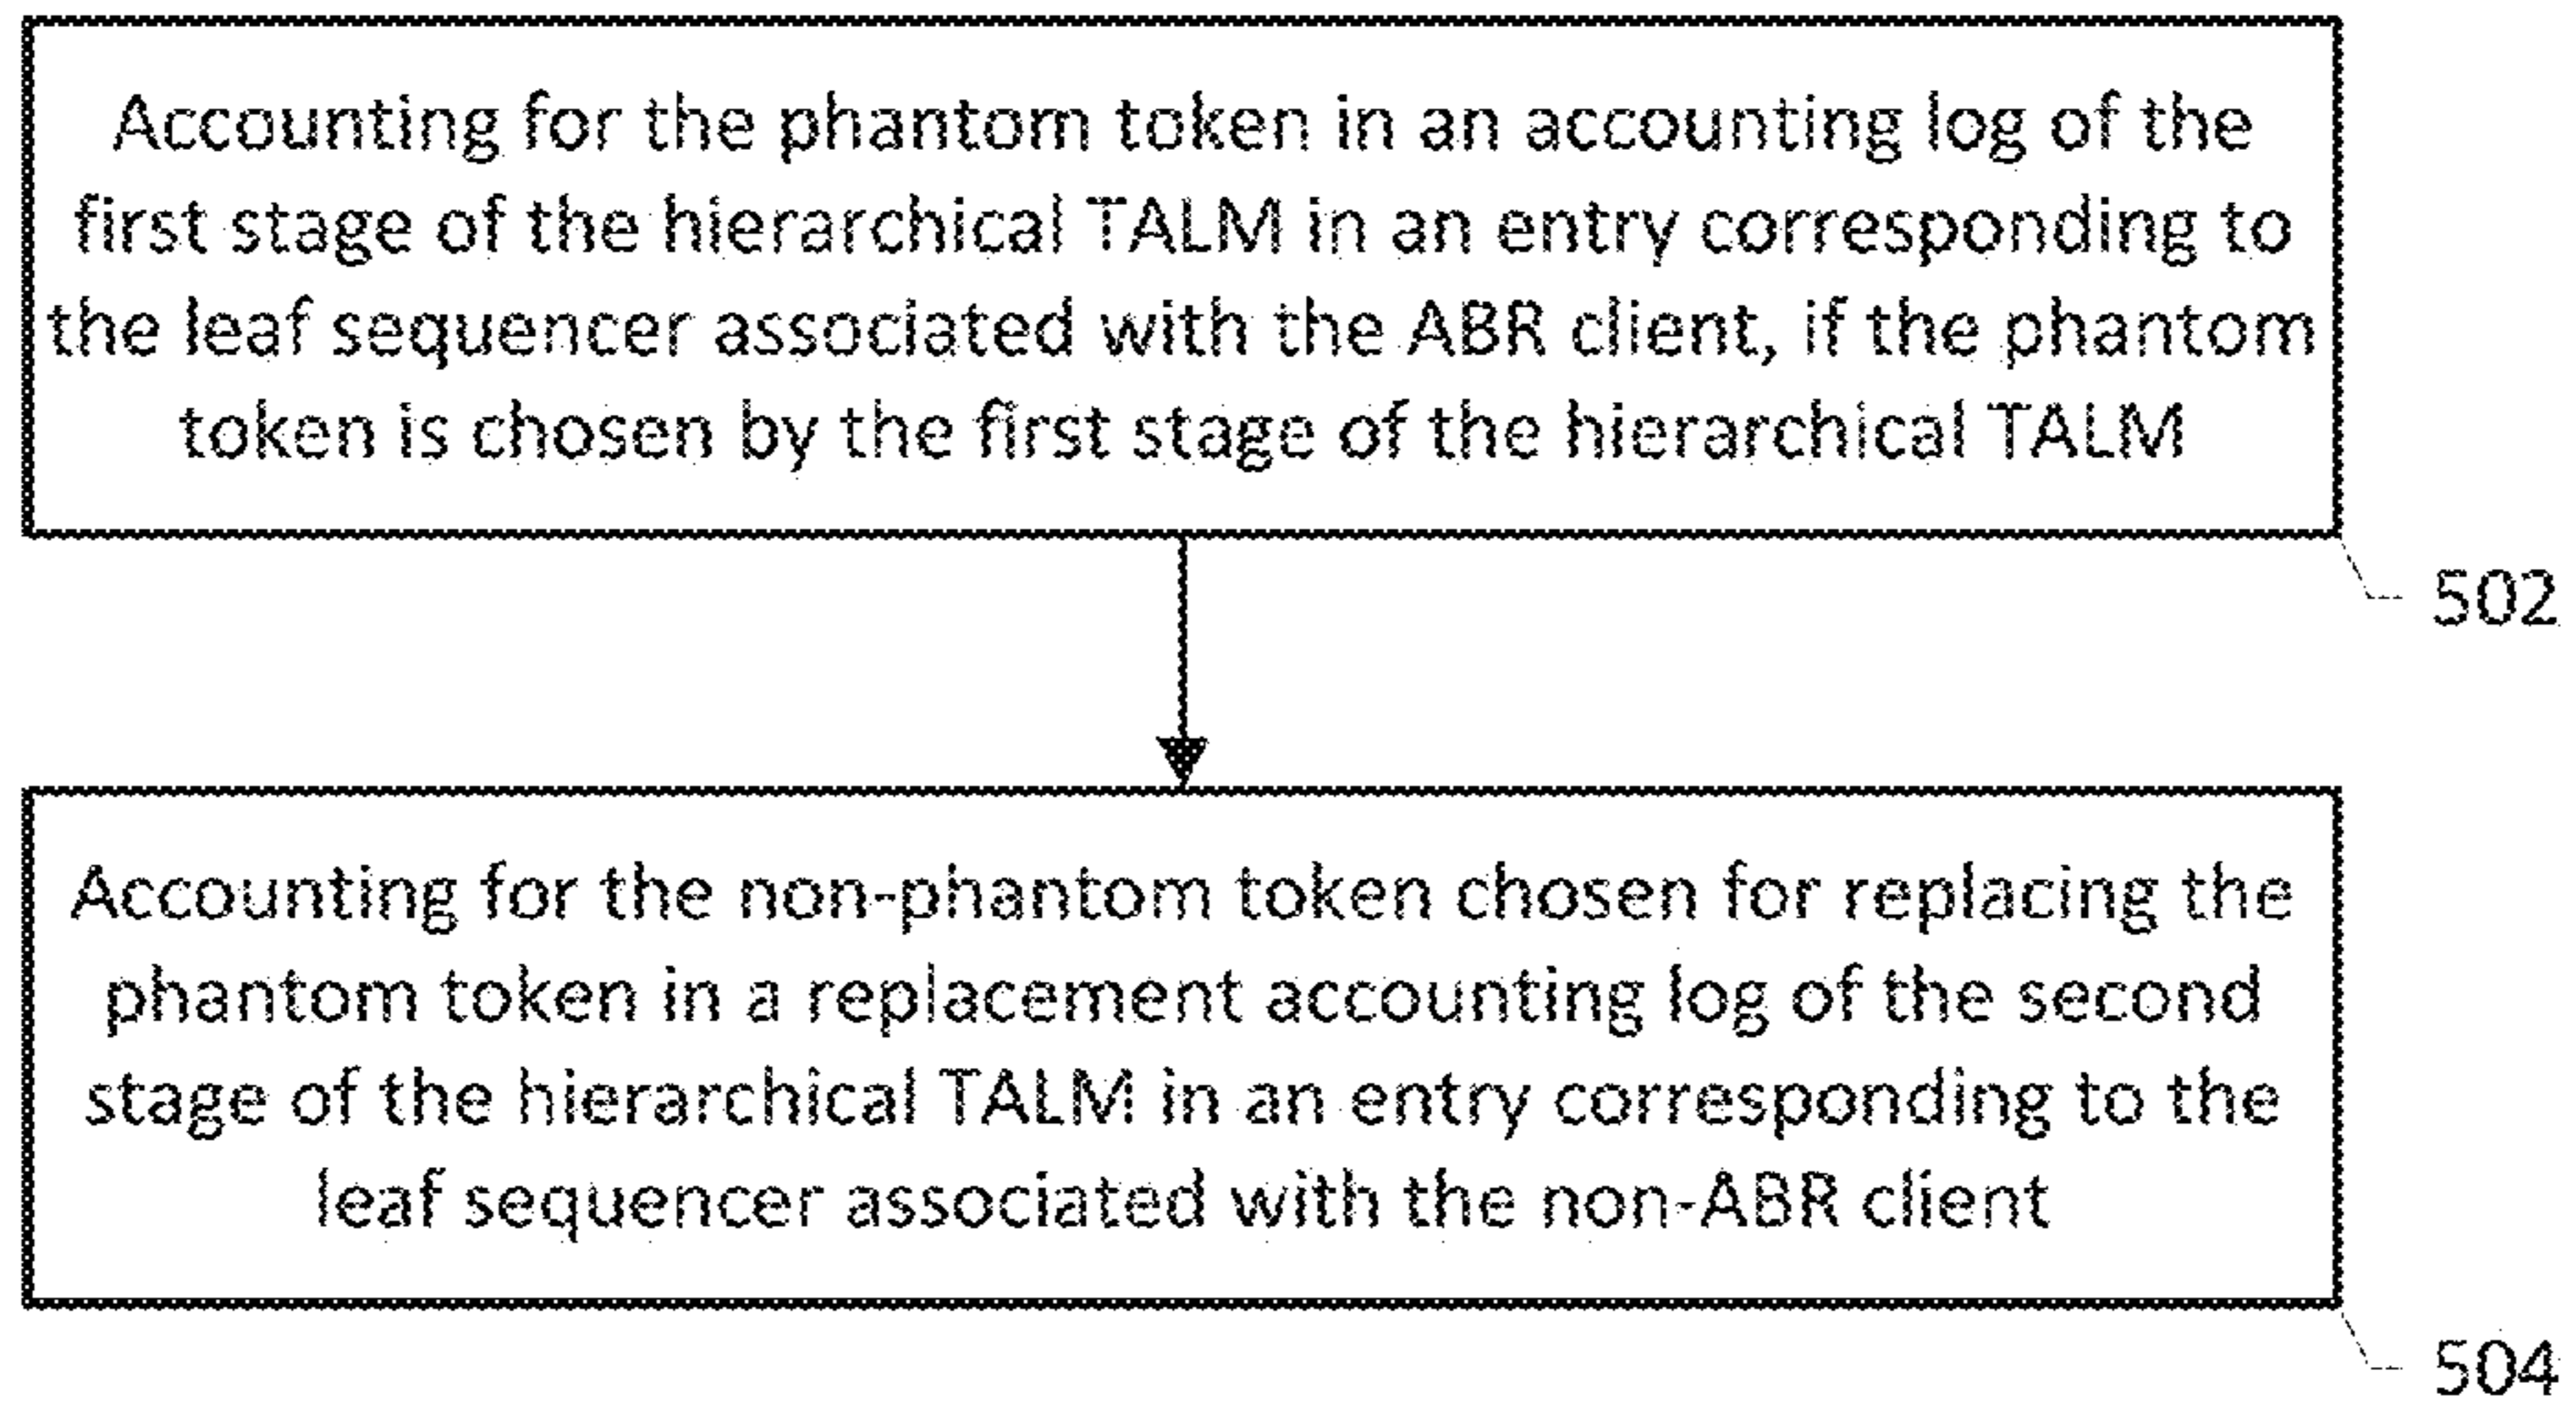 Accounting for the phantom token in an accounting log of the
first stage of the hierarchical TALM in an entry corresponding to
the leaf sequencer associated with the ABR client, if the phantom
token is chosen by the first stage of the hierarchical TALM
502
Accounting for the non-phantom token chosen for replacing the
phantom token in a replacement accounting log of the second
stage of the hierarchical TALM in an entry corresponding to the
leaf sequencer associated with the non-ABR client
504